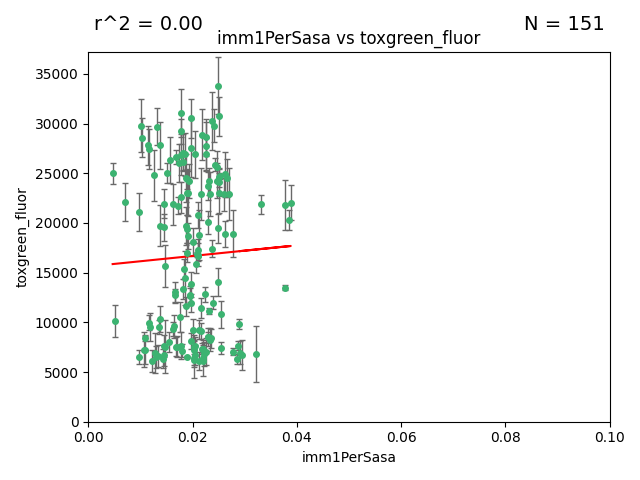 r^2 = 0.00
N = 151
imm1PerSasa vs toxgreen_fluor
35000
30000
25000
20000
15000
10000
5000
0
toxgreen_fluor
0.00
0.02
0.04
0.06
0.08
0.10
imm1PerSasa